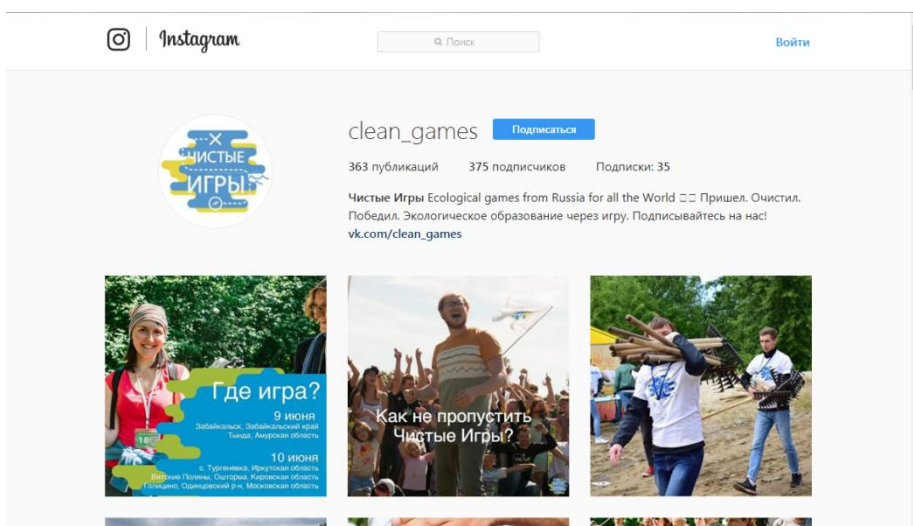 Instagram
Поиск
Войти
ЧИСТЫЕ
ИГРЫ
clean_games
Подписаться
363 публикаций 375 подписчиков Подписки: 35
Чистые Игры Ecological games from Russia for all the World □□ Пришел. Очистил.
Победил. Экологическое образование через игру. Подписывайтесь на нас!
vk.com/clean_games
Где игра?
9 июня
Забайкальск, Забайкальский край
Тында, Амурская область
10 июня
с. Тургеневка, Иркутская область
Вятские Поляны, Ошторма, Кировская область
Голицино, Одинцовский р-н, Московская область
Как не пропустить
Чистые Игры?